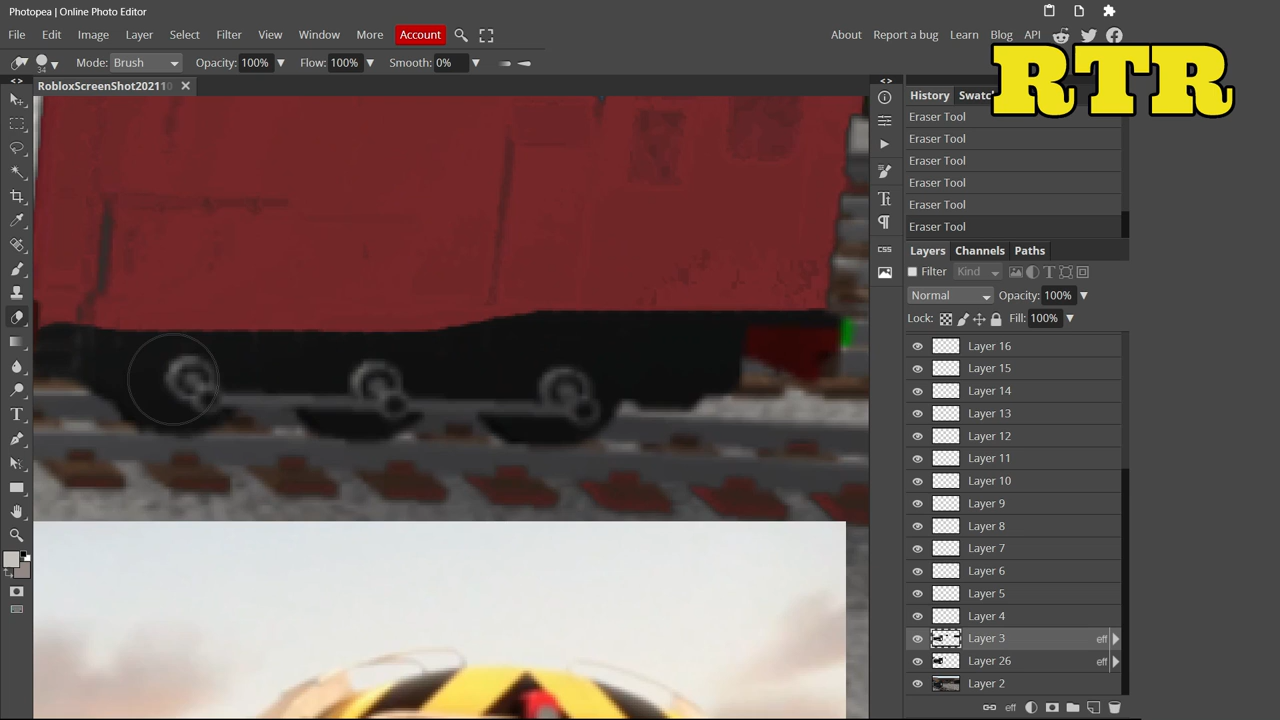 Photopea | Online Photo Editor
File Edit Image Layer Select Filter View Window More Account About Report a bug Learn Blog API
34 Mode: Brush Opacity: 100% Flow: 100% Smooth: 0%
RTR
RobloxScreenShot20211
History Swatc
Eraser Tool
Eraser Tool
Eraser Tool
Eraser Tool
Eraser Tool
Eraser Tool
CSS
Layers Channels Paths
Filter Kind
Normal Opacity: 100%
Lock: Fill: 100%
Layer 16
Layer 15
Layer 14
Layer 13
Layer 12
Layer 11
Layer 10
Layer 9
Layer 8
Layer 7
Layer 6
Layer 5
Layer 4
Layer 3 eff
Layer 26 eff
Layer 2
eff